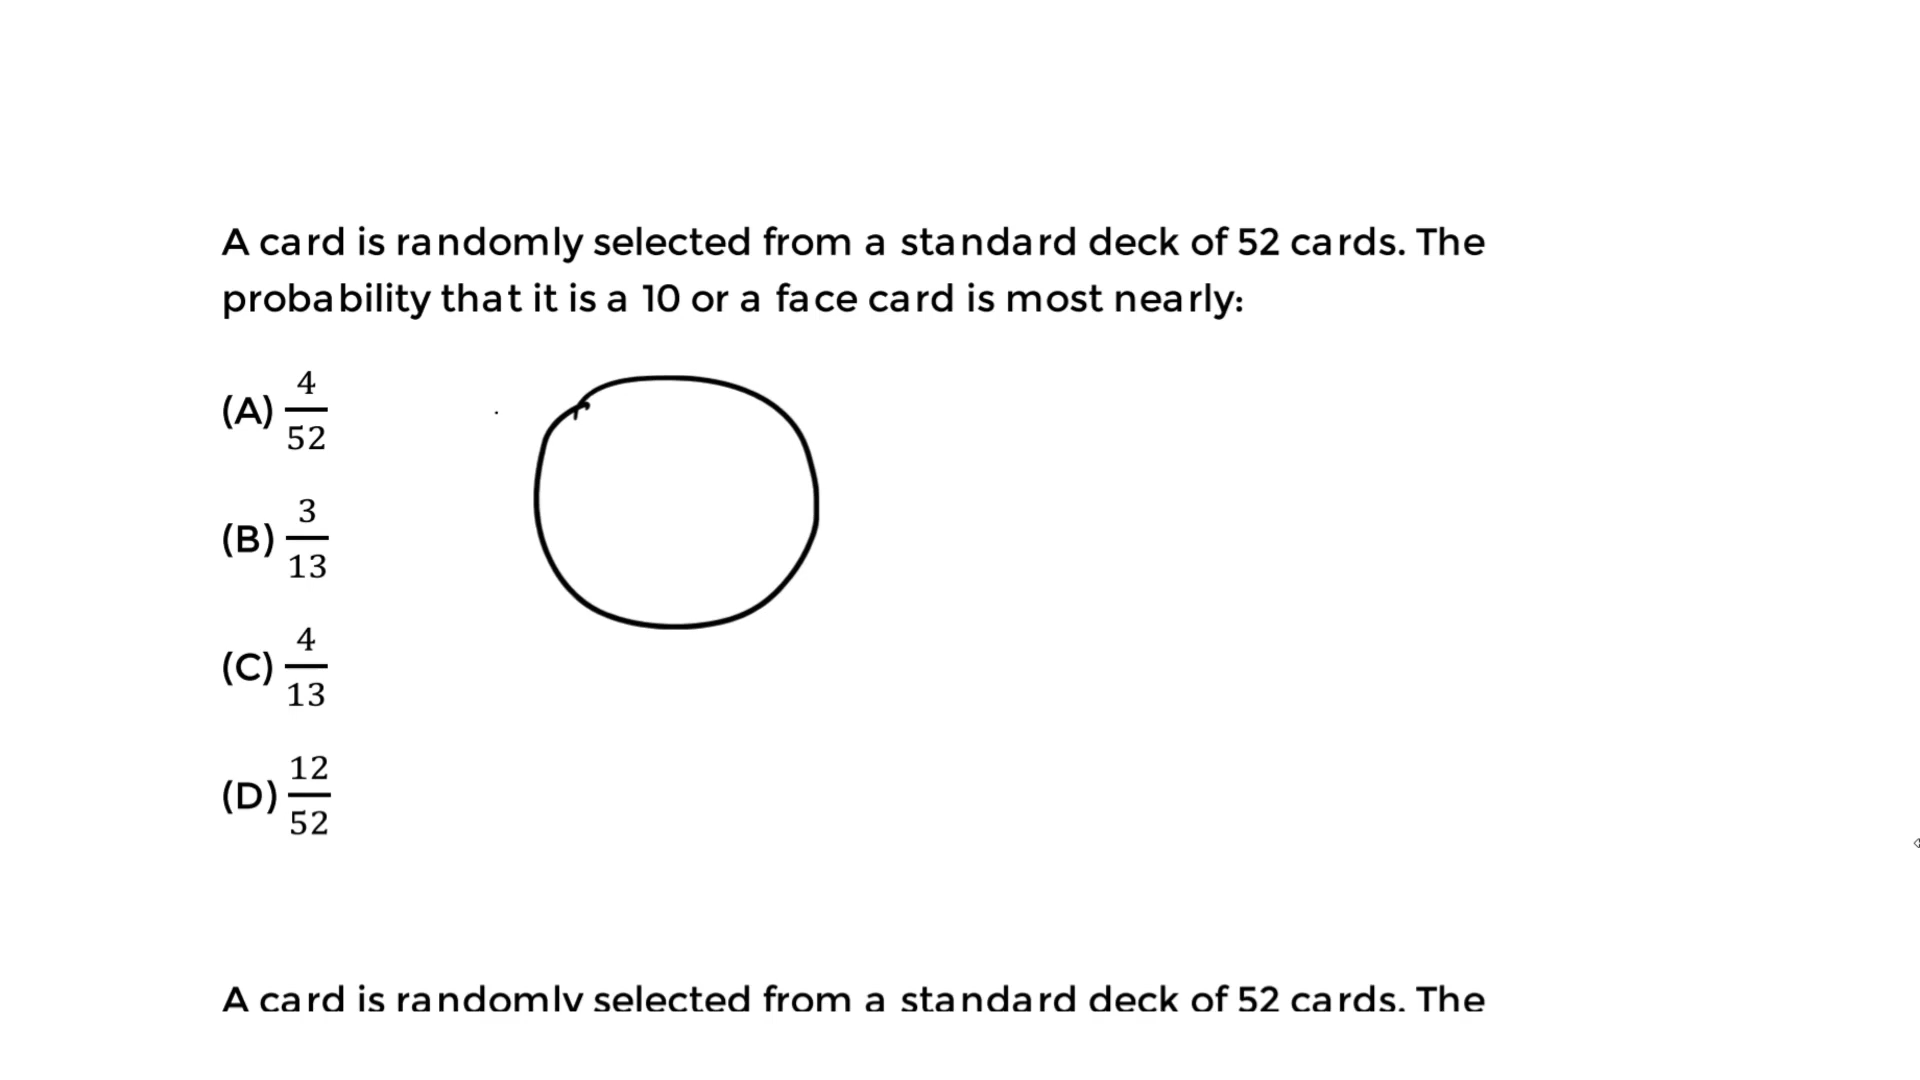 A card is randomly selected from a standard deck of 52 cards. The
probability that it is a 10 or a face card is most nearly:
(A) 4/52
(B) 3/13
(C) 4/13
(D) 12/52
A card is randomly selected from a standard deck of 52 cards. The